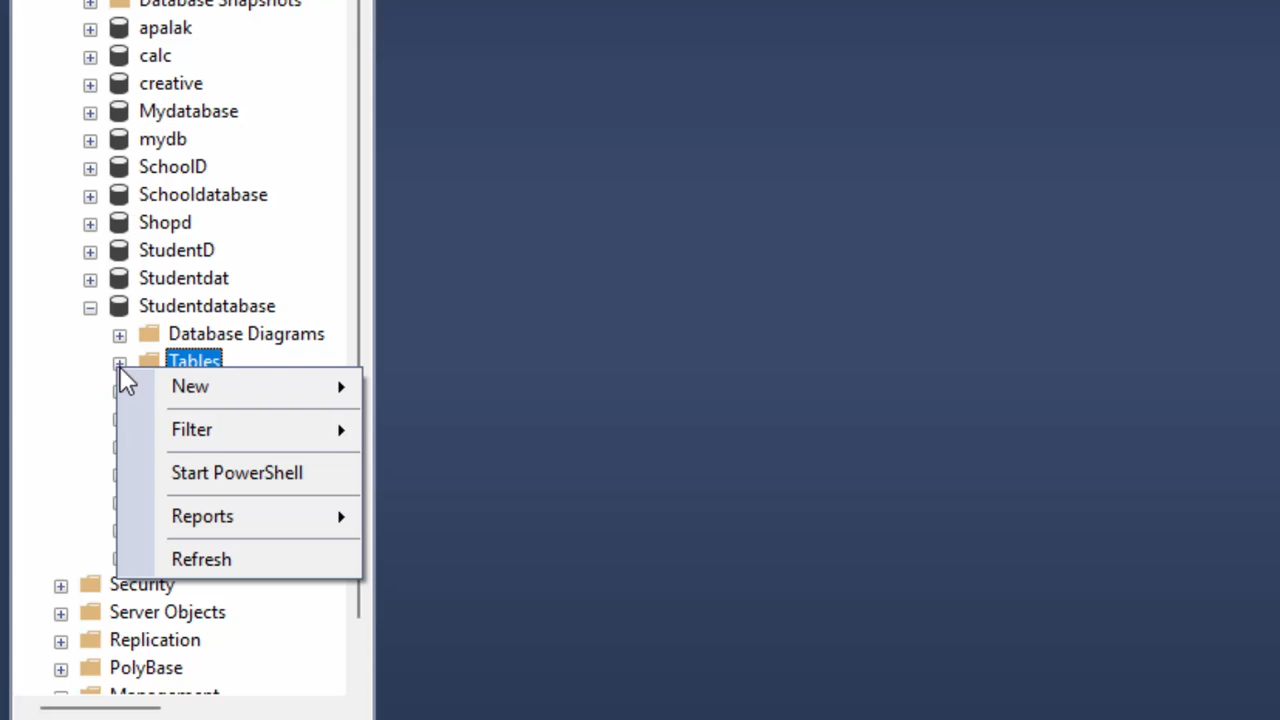 Database Snapshots
apalak
calc
creative
Mydatabase
mydb
SchoolD
Schooldatabase
Shopd
StudentD
Studentdat
Studentdatabase
Database Diagrams
Tables
New
Filter
Start PowerShell
Reports
Refresh
Security
Server Objects
Replication
PolyBase
Management